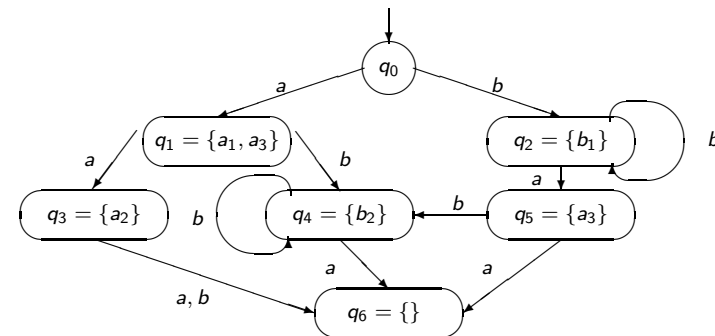 q0
a
b
q1 = {a1, a3}
q2 = {b1}
b
a
b
a
q3 = {a2}
b
q4 = {b2}
b
q5 = {a3}
a
a
a, b
q6 = {}